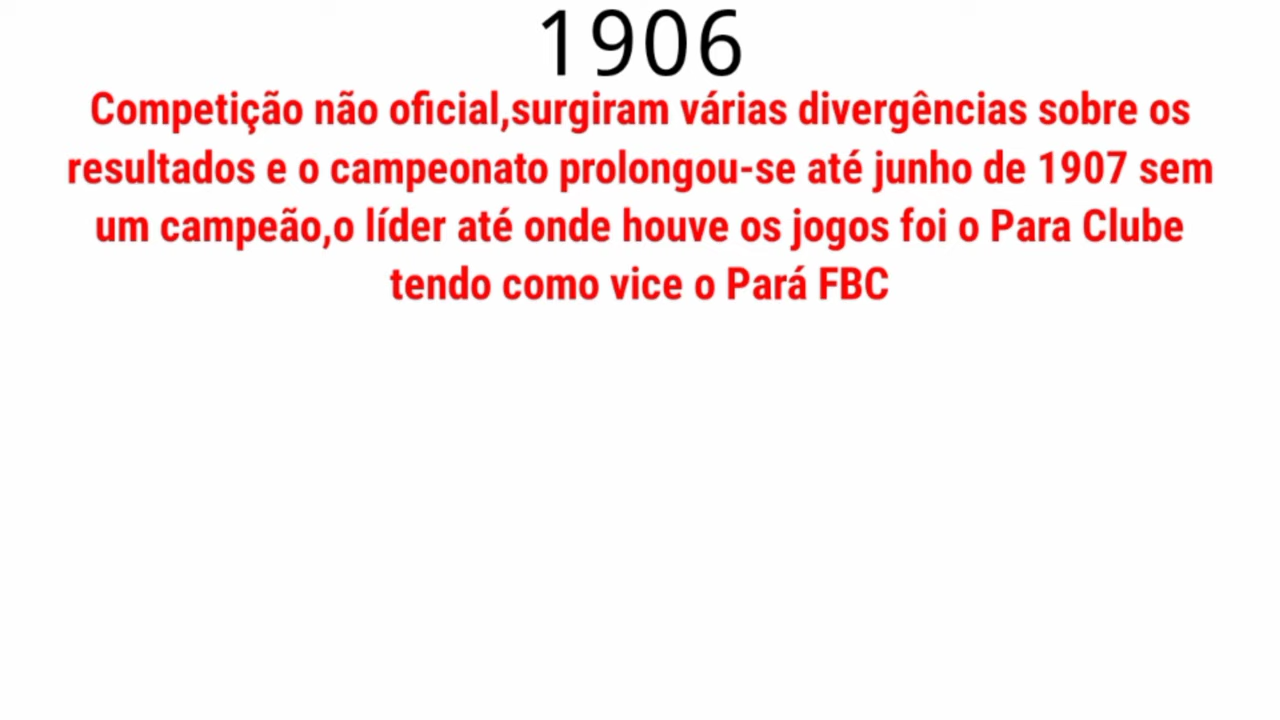 1906
Competição não oficial,surgiram várias divergências sobre os
resultados e o campeonato prolongou-se até junho de 1907 sem
um campeão,o líder até onde houve os jogos foi o Para Clube
tendo como vice o Pará FBC